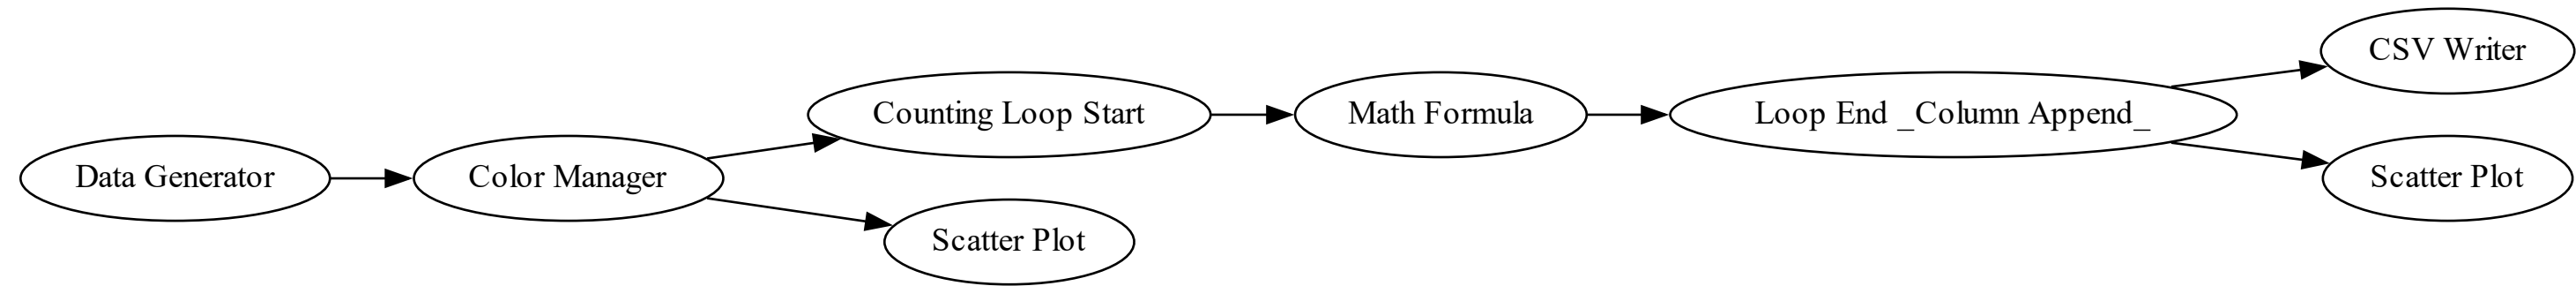 Data Generator
Color Manager
Counting Loop Start
Scatter Plot
Math Formula
Loop End _Column Append_
CSV Writer
Scatter Plot